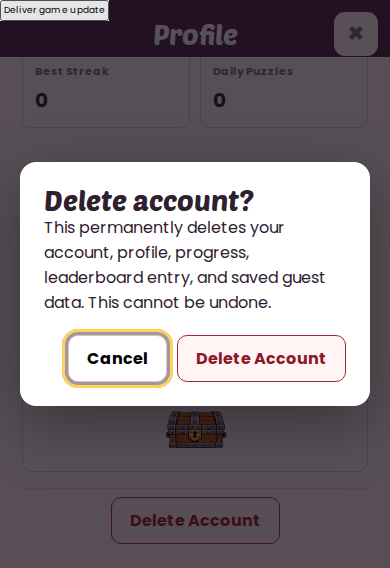 Deliver game update
Profile
✖
Best Streak
Daily Puzzles
0
0
Delete account?
This permanently deletes your
account, profile, progress,
leaderboard entry, and saved guest
data. This cannot be undone.
Cancel
Delete Account
Delete Account